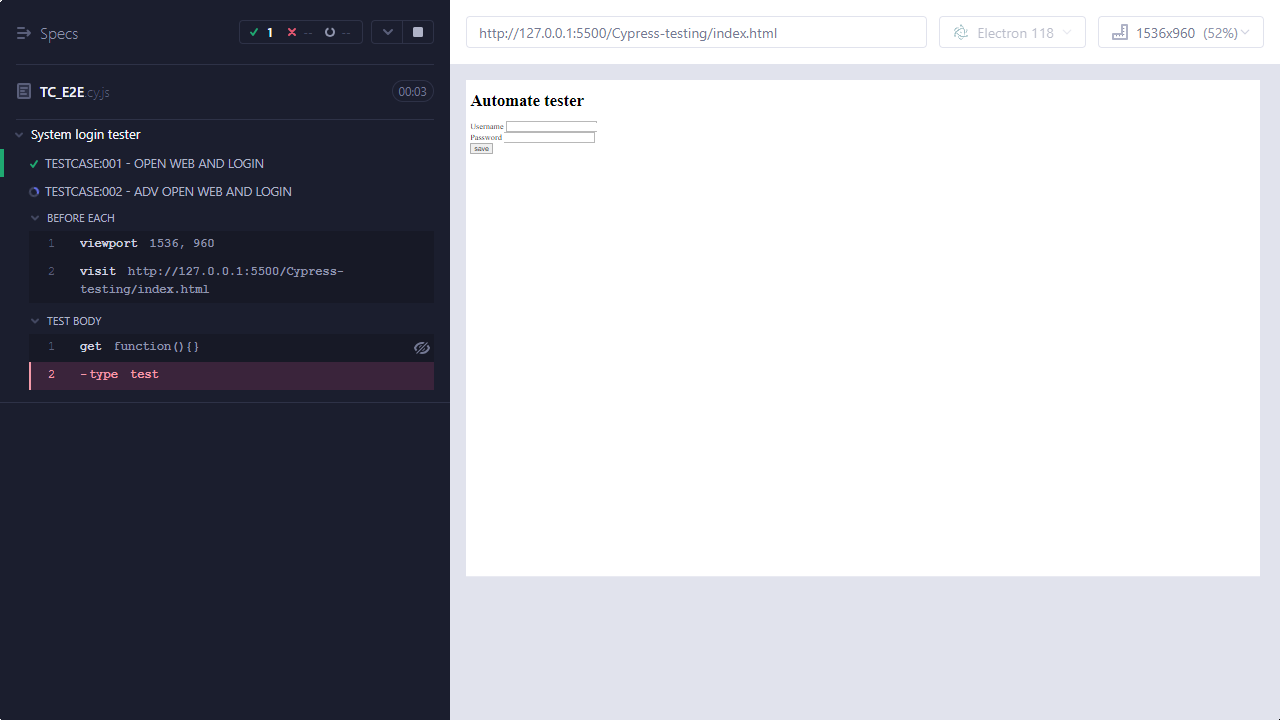 Specs
1 -- --
TC_E2E.cy.js
00:03
System login tester
TESTCASE:001 - OPEN WEB AND LOGIN
TESTCASE:002 - ADV OPEN WEB AND LOGIN
BEFORE EACH
1 viewport 1536, 960
2 visit http://127.0.0.1:5500/Cypress-
testing/index.html
TEST BODY
1 get function(){}
2 -type test
http://127.0.0.1:5500/Cypress-testing/index.html
Electron 118
1536x960 (52%)
Automate tester
Username
Password
save